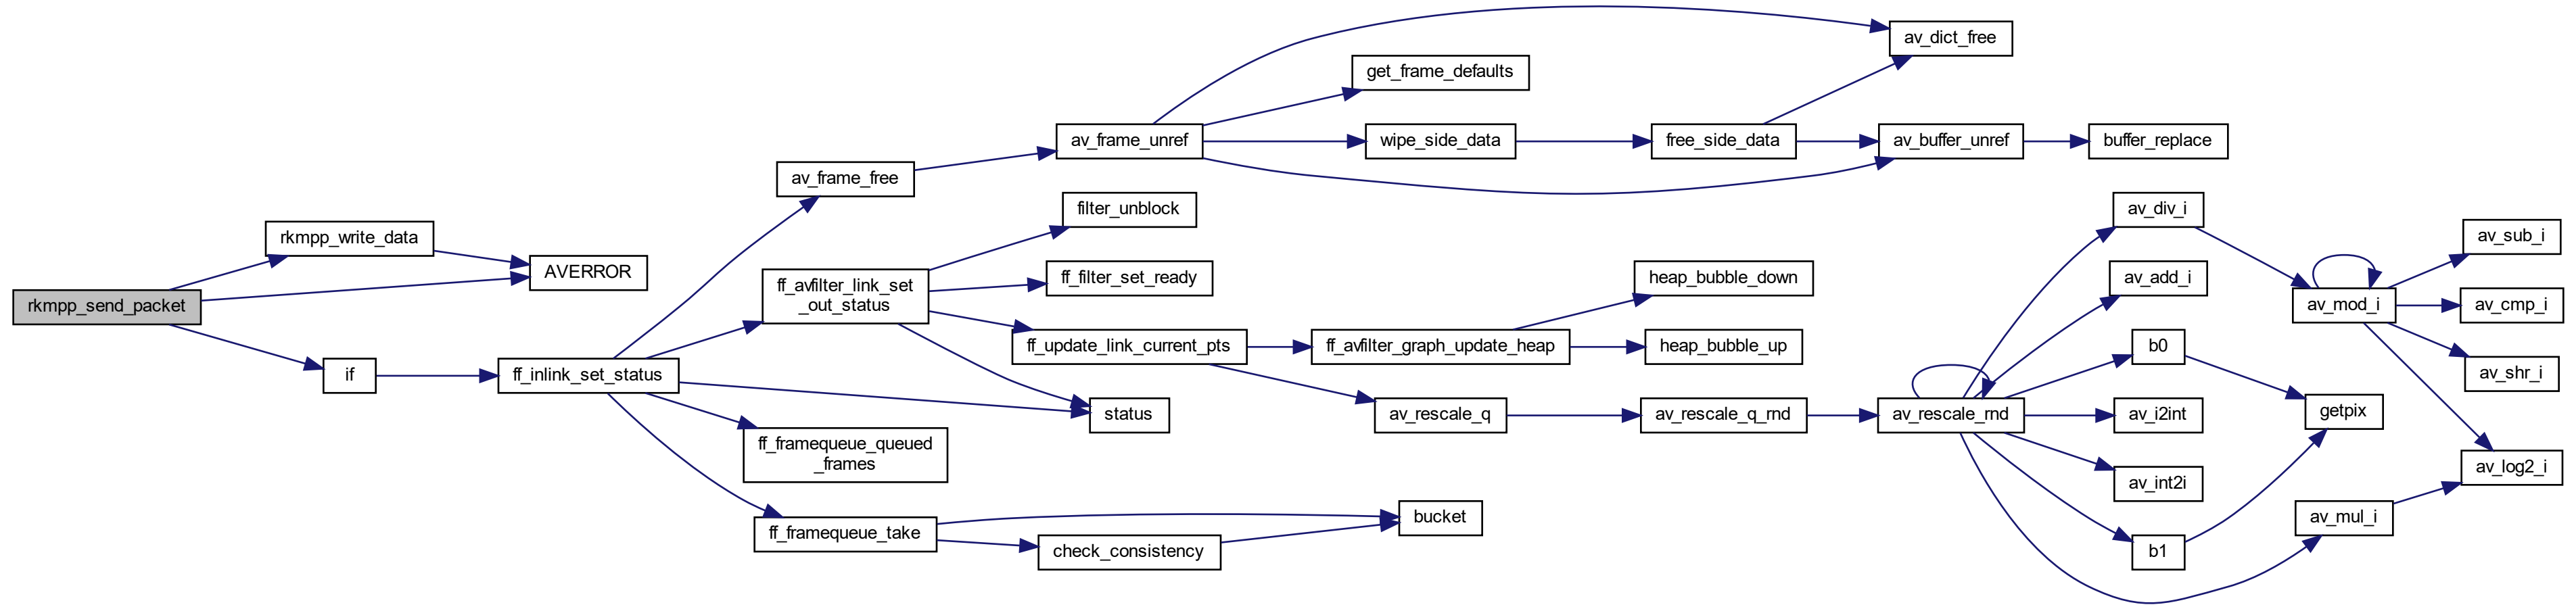 rkmpp_send_packet
rkmpp_write_data
AVERROR
if
ff_inlink_set_status
av_frame_free
ff_avfilter_link_set
_out_status
ff_framequeue_queued
_frames
ff_framequeue_take
av_frame_unref
filter_unblock
ff_filter_set_ready
ff_update_link_current_pts
status
check_consistency
get_frame_defaults
wipe_side_data
ff_avfilter_graph_update_heap
av_rescale_q
bucket
free_side_data
heap_bubble_down
heap_bubble_up
av_rescale_q_rnd
av_dict_free
av_buffer_unref
av_rescale_rnd
buffer_replace
av_div_i
av_add_i
b0
av_i2int
av_int2i
b1
av_mod_i
getpix
av_mul_i
av_sub_i
av_cmp_i
av_shr_i
av_log2_i